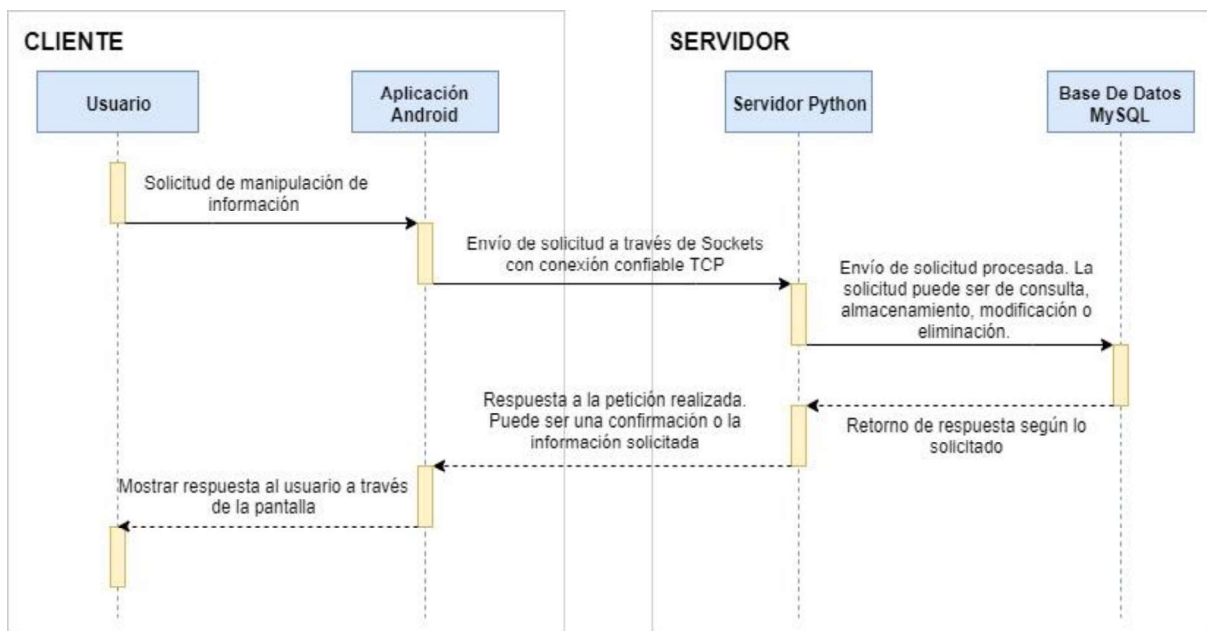 CLIENTE
SERVIDOR
Usuario
Aplicación
Android
Servidor Python
Base De Datos
MySQL
Solicitud de manipulación de
información
Envío de solicitud a través de Sockets
con conexión confiable TCP
Envío de solicitud procesada. La
solicitud puede ser de consulta,
almacenamiento, modificación o
eliminación.
Retorno de respuesta según lo
solicitado
Respuesta a la petición realizada.
Puede ser una confirmación o la
información solicitada
Mostrar respuesta al usuario a través
de la pantalla